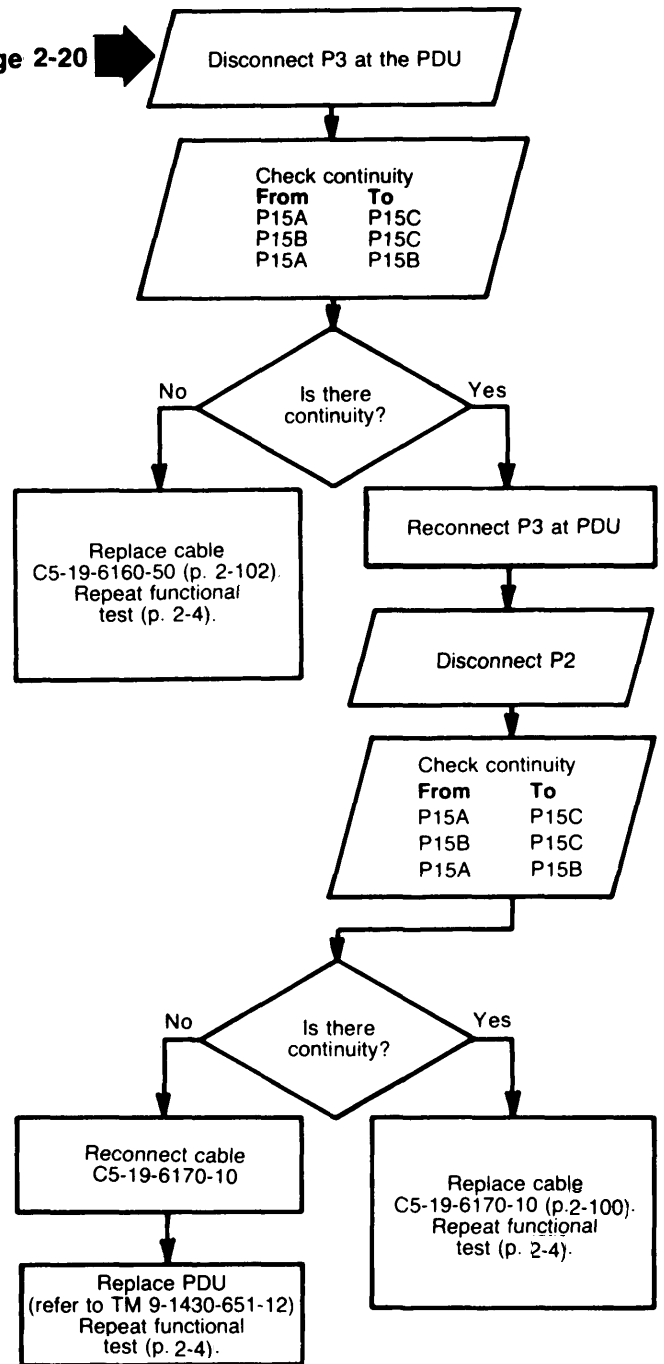 ge 2-20
Disconnect P3 at the PDU
Check continuity
From To
P15A P15C
P15B P15C
P15A P15B
Is there
continuity?
No
Yes
Replace cable
C5-19-6160-50 (p. 2-102).
Repeat functional
test (p. 2-4).
Reconnect P3 at PDU
Disconnect P2
Check continuity
From To
P15A P15C
P15B P15C
P15A P15B
Is there
continuity?
No
Yes
Reconnect cable
C5-19-6170-10
Replace PDU
(refer to TM 9-1430-651-12)
Repeat functional
test (p. 2-4).
Replace cable
C5-19-6170-10 (p.2-100).
Repeat functional
test (p. 2-4).